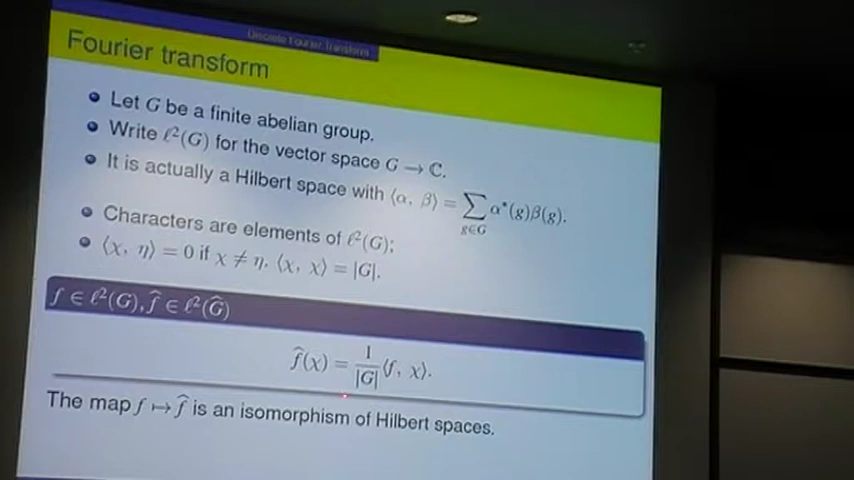 Discrete Fourier Transform
Fourier transform
Let G be a finite abelian group.
Write ℓ²(G) for the vector space G → ℂ.
It is actually a Hilbert space with ⟨α, β⟩ = ∑_{g∈G} α*(g)β(g).
Characters are elements of ℓ²(G);
⟨χ, η⟩ = 0 if χ ≠ η, ⟨χ, χ⟩ = |G|.
f ∈ ℓ²(G), f̂ ∈ ℓ²(Ĝ)
f̂(χ) = 1/|G| ⟨f, χ⟩.
The map f ↦ f̂ is an isomorphism of Hilbert spaces.